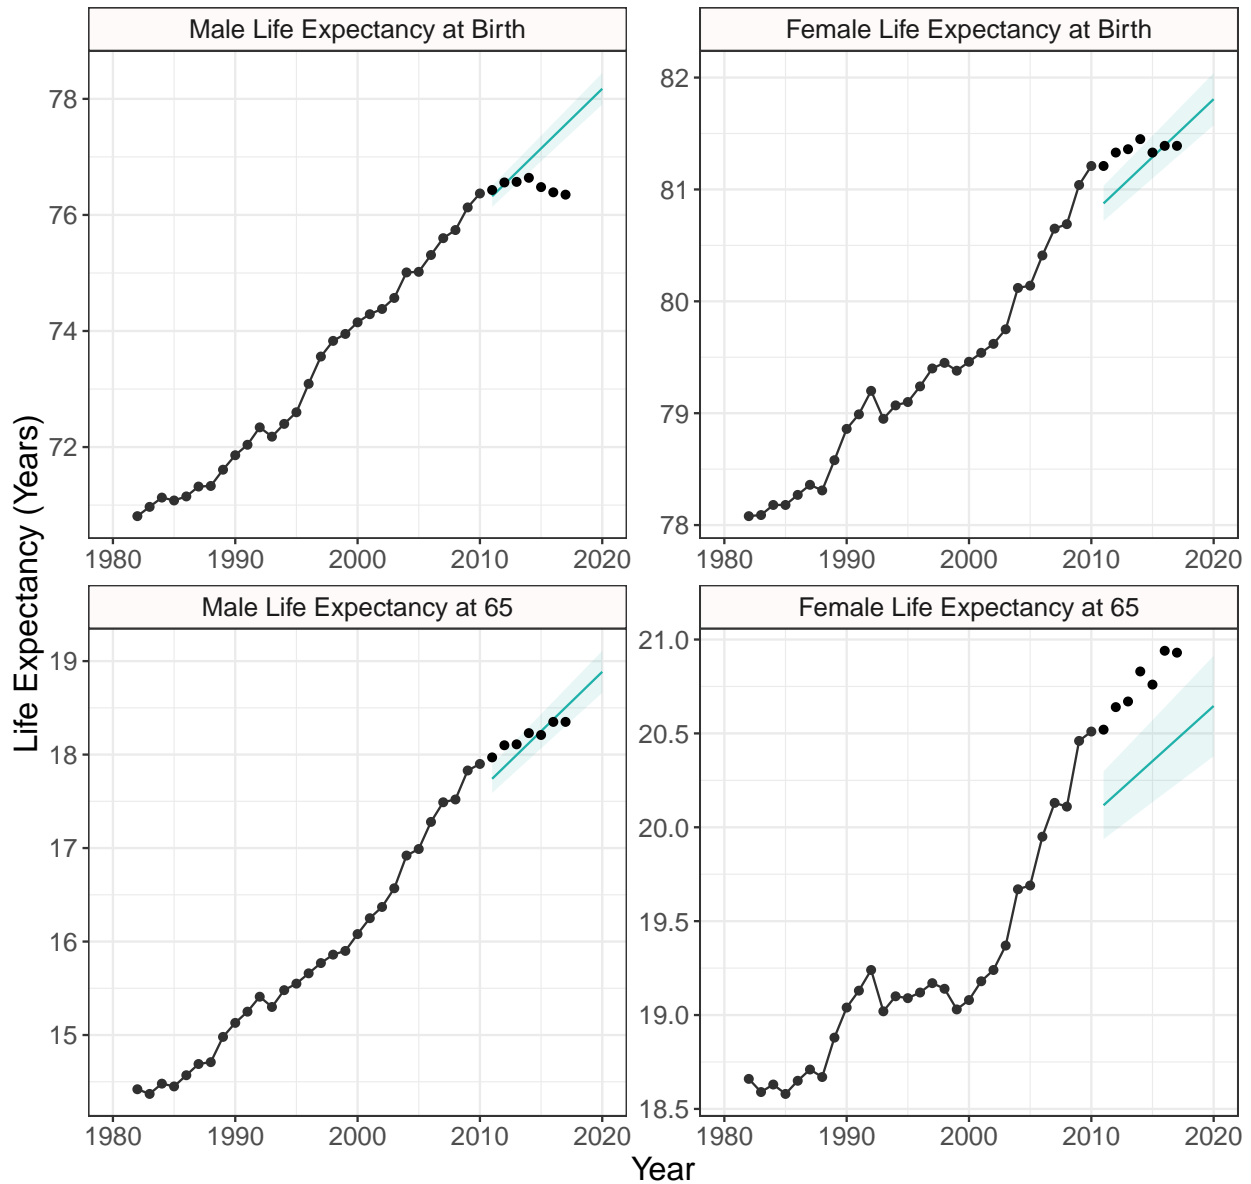 Male Life Expectancy at Birth
Female Life Expectancy at Birth
78
76
74
72
1980 1990 2000 2010 2020
82
81
80
79
78
1980 1990 2000 2010 2020
Male Life Expectancy at 65
Female Life Expectancy at 65
19
18
17
16
15
1980 1990 2000 2010 2020
21.0
20.5
20.0
19.5
19.0
18.5
1980 1990 2000 2010 2020
Life Expectancy (Years)
Year